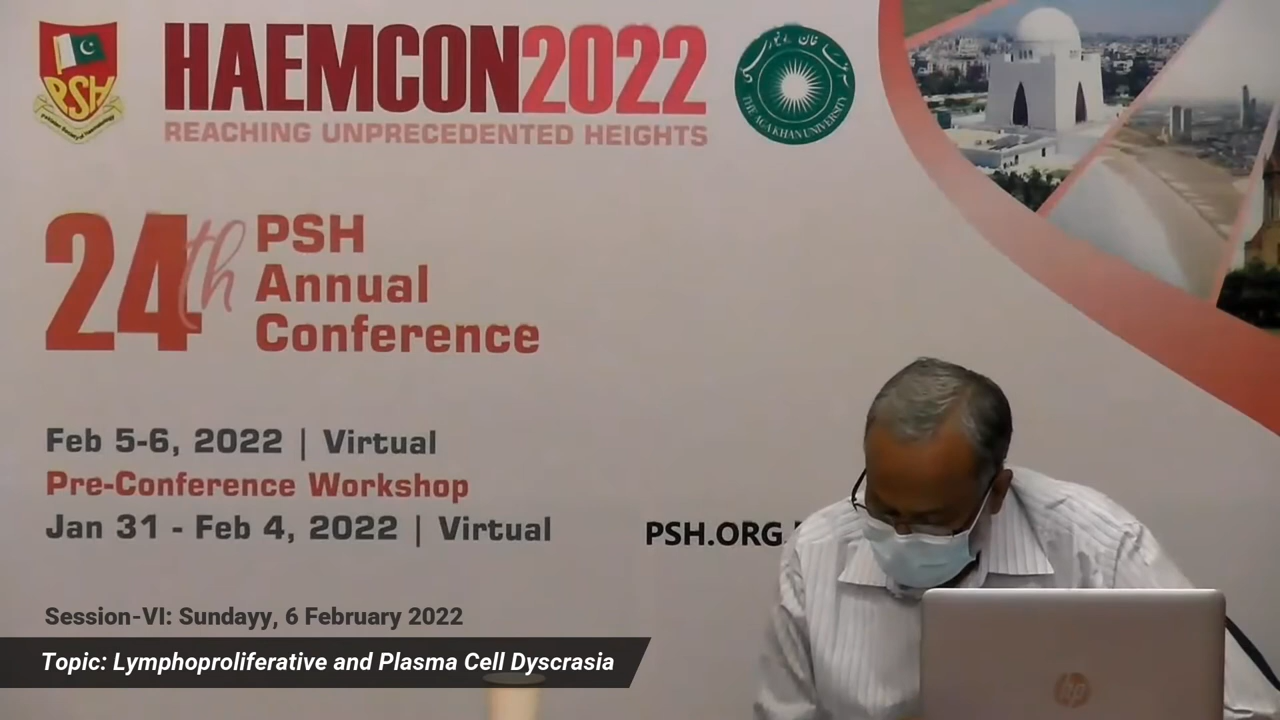 PSH
HAEMCON2022
REACHING UNPRECEDENTED HEIGHTS
THE AGA KHAN UNIVERSITY
24th PSH
Annual
Conference
Feb 5-6, 2022 | Virtual
Pre-Conference Workshop
Jan 31 - Feb 4, 2022 | Virtual
PSH.ORG.
Session-VI: Sundayy, 6 February 2022
Topic: Lymphoproliferative and Plasma Cell Dyscrasia
hp